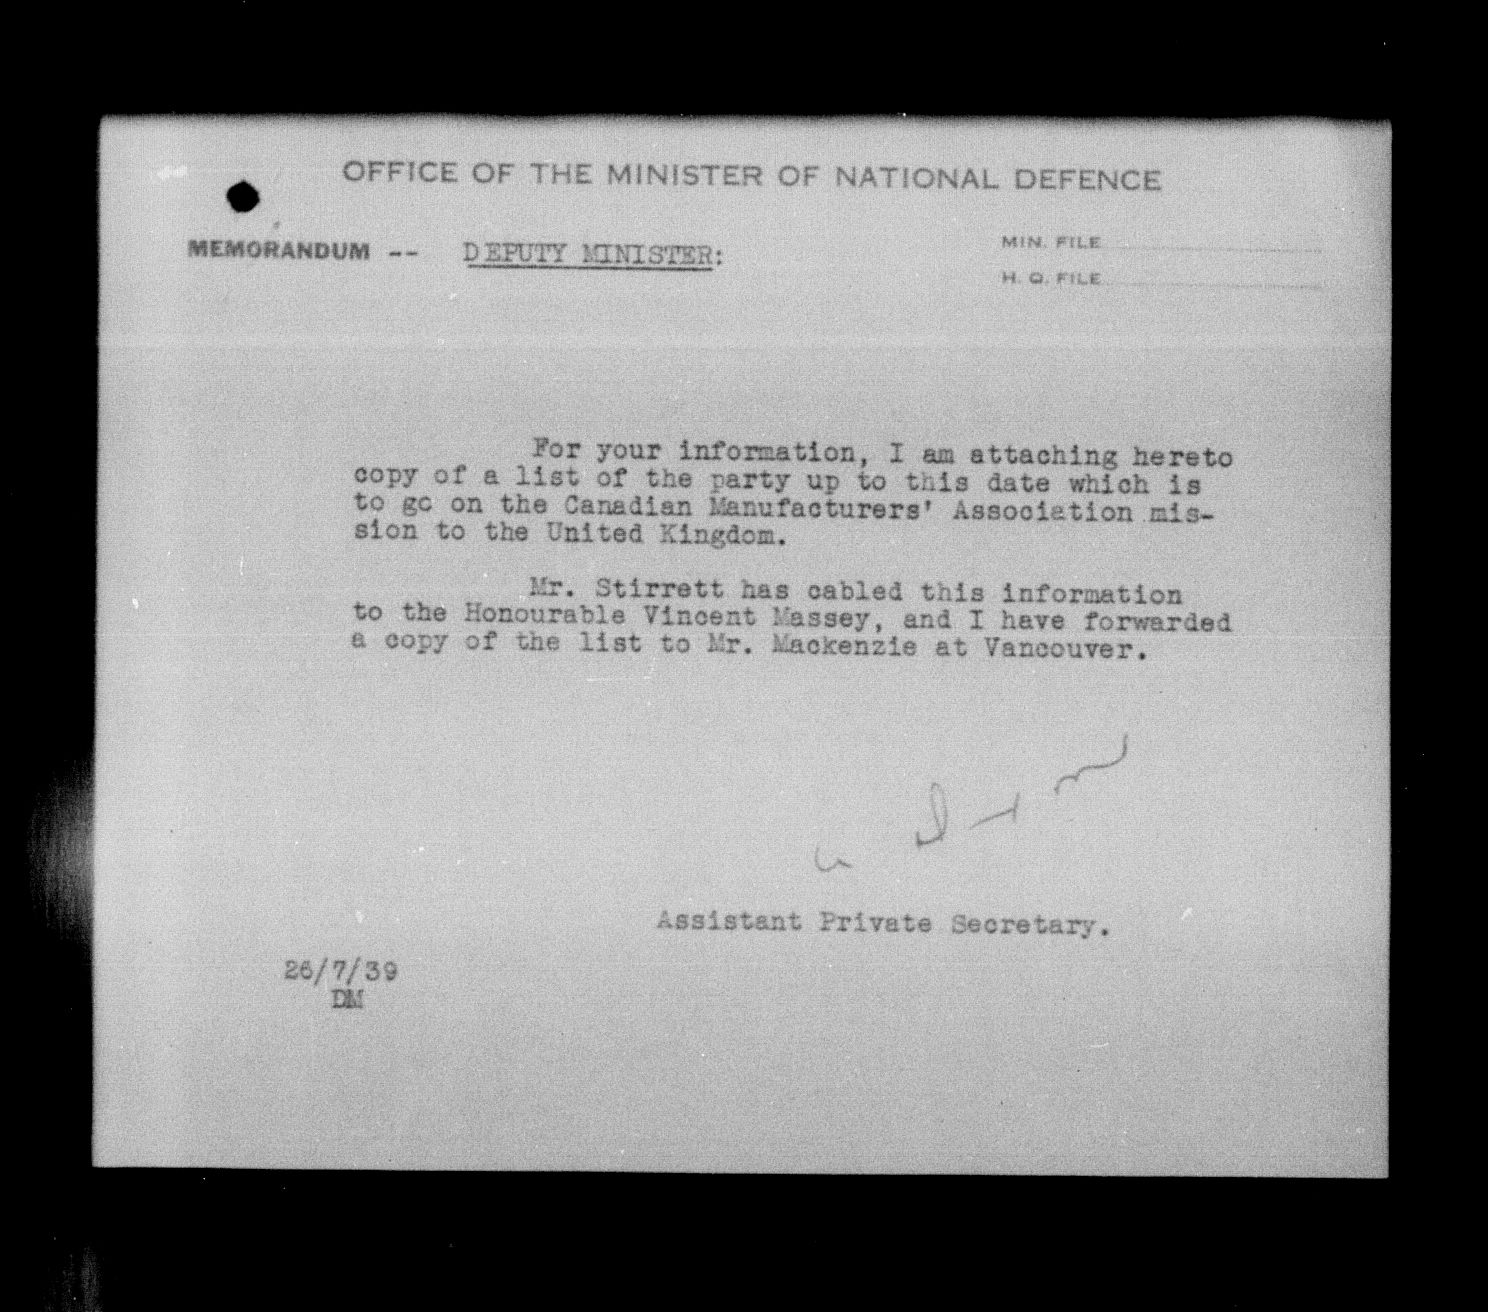 OFFICE OF THE MINISTER OF NATIONAL DEFENCE
MEMORANDUM -- DEPUTY MINISTER:
MIN. FILE
H. Q. FILE
For your information, I am attaching hereto
copy of a list of the party up to this date which is
to go on the Canadian Manufacturers' Association mis-
sion to the United Kingdom.
Mr. Stirrett has cabled this information
to the Honourable Vincent Massey, and I have forwarded
a copy of the list to Mr. Mackenzie at Vancouver.
Assistant Private Secretary.
26/7/39
DM